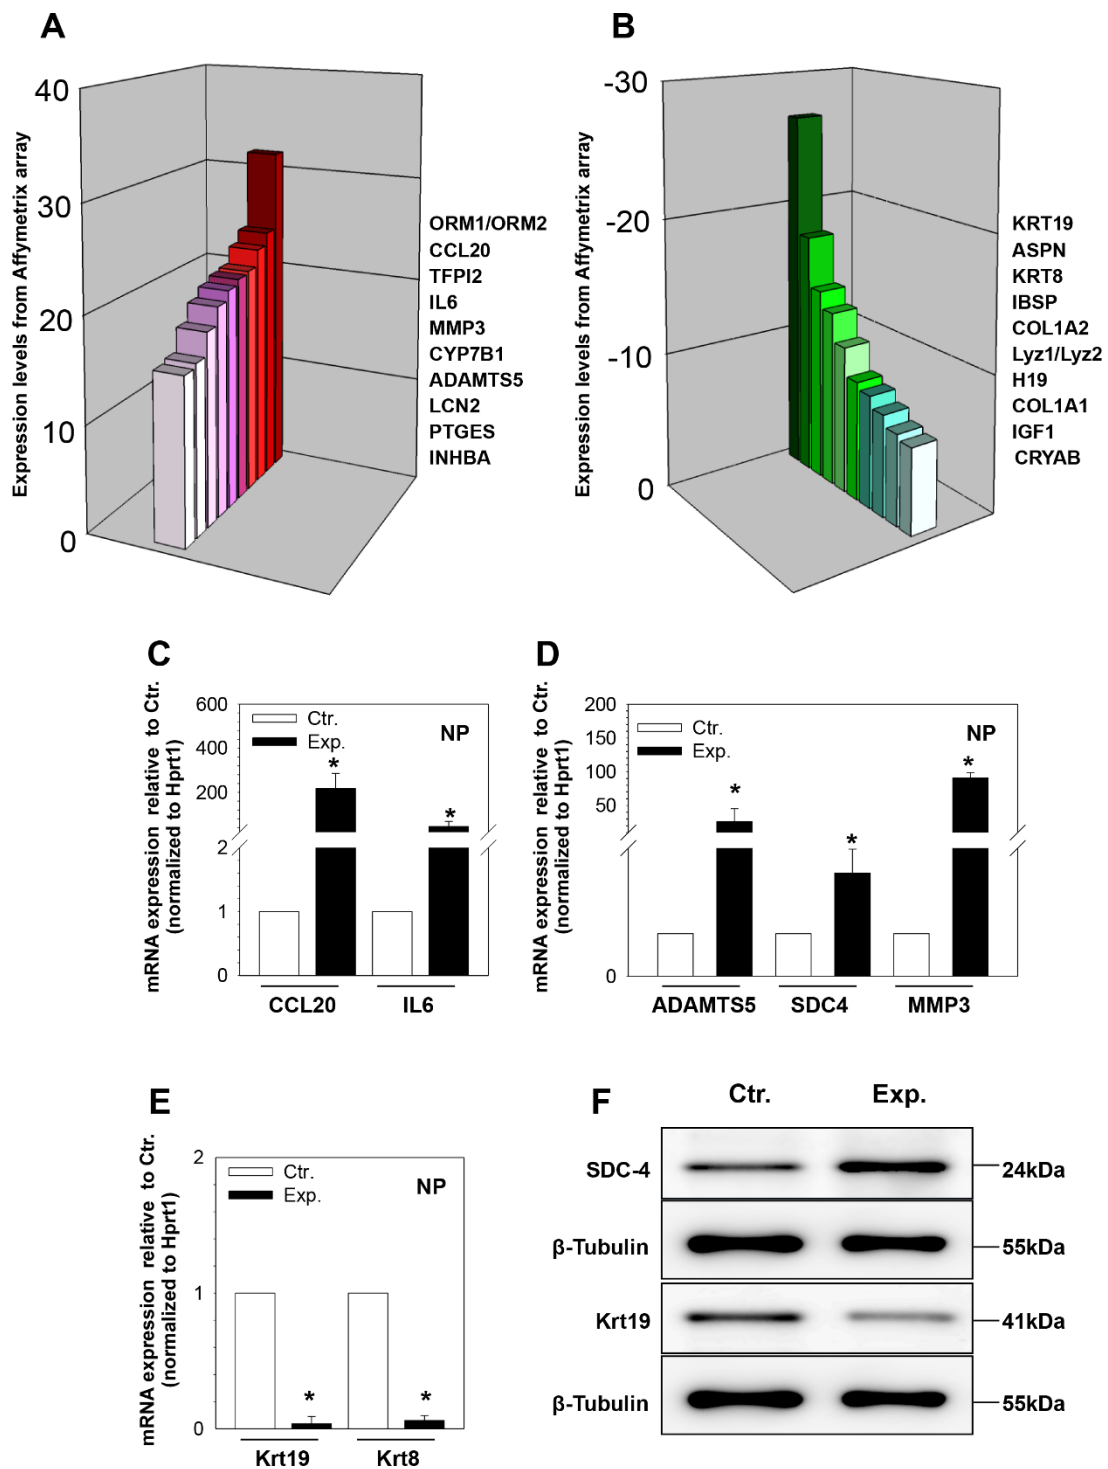 A
Expression levels from Affymetrix array
40
30
20
10
0
ORM1/ORM2
CCL20
TFPI2
IL6
MMP3
CYP7B1
ADAMTS5
LCN2
PTGES
INHBA
B
Expression levels from Affymetrix array
-30
-20
-10
0
KRT19
ASPN
KRT8
IBSP
COL1A2
Lyz1/Lyz2
H19
COL1A1
IGF1
CRYAB
C
mRNA expression relative to Ctr.
(normalized to Hprt1)
600
400
200
2
1
0
Ctr.
Exp.
NP
*
*
CCL20
IL6
D
mRNA expression relative to Ctr.
(normalized to Hprt1)
200
150
100
50
0
Ctr.
Exp.
NP
*
*
*
ADAMTS5
SDC4
MMP3
E
mRNA expression relative to Ctr.
(normalized to Hprt1)
2
1
0
Ctr.
Exp.
NP
*
*
Krt19
Krt8
F
Ctr.
Exp.
SDC-4
24kDa
β-Tubulin
55kDa
Krt19
41kDa
β-Tubulin
55kDa